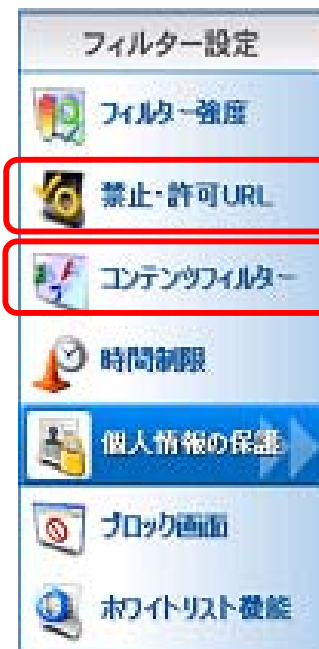 フィルター設定
フィルター強度
禁止・許可URL
コンテンツフィルター
時間制限
個人情報の保護
ブロック画面
ホワイトリスト機能